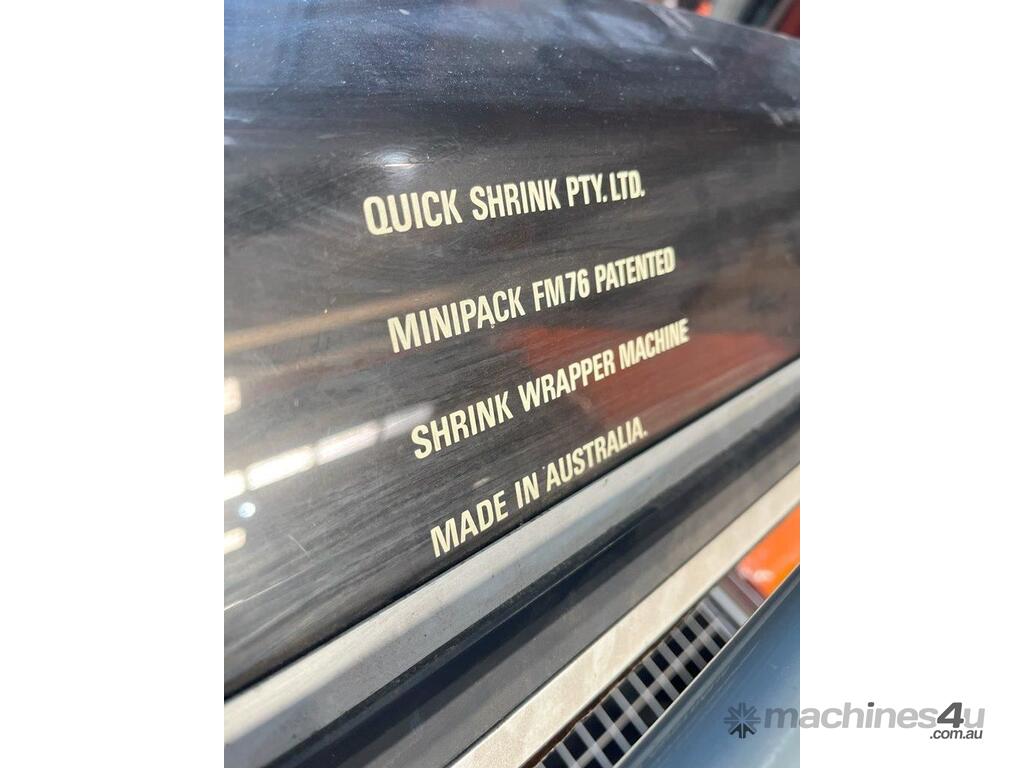 QUICK SHRINK PTY. LTD.
MINIPACK FM76 PATENTED
SHRINK WRAPPER MACHINE
MADE IN AUSTRALIA.
machines4u
.com.au